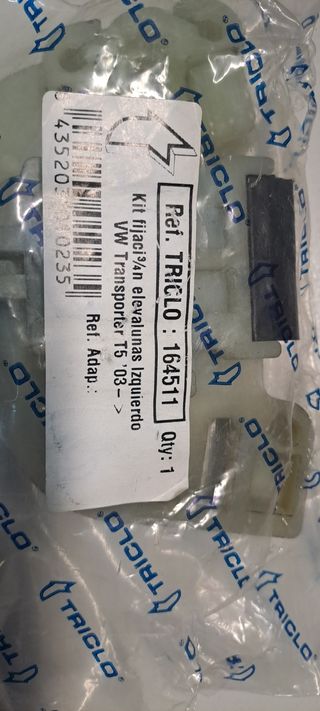 Ref. TRICLO : 164511 Qty: 1
Kit fijaci¾n elevalunas Izquierdo
VW Transporter T5 '03- >
Ref. Adap.:
TRICLO®
TRICLO®
TRICLO®
TRICLO®
TRICLO®
TRICLO®
TRICLO